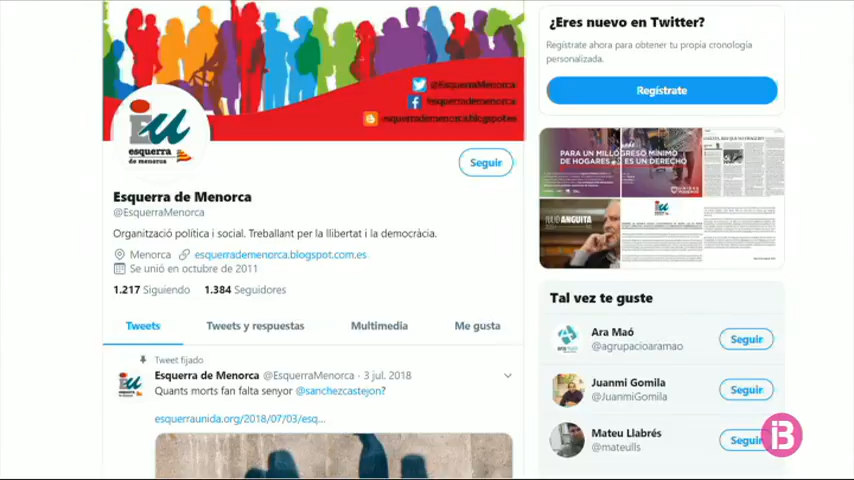 @EsquerraMenorca
/esquerrademenorca
esquerrademenorca.blogspot.es
EU
esquerra
de menorca
Seguir
Esquerra de Menorca
@EsquerraMenorca
Organització política i social. Treballant per la llibertat i la democràcia.
Menorca esquerrademenorca.blogspot.com.es
Se unió en octubre de 2011
1.217 Siguiendo 1.384 Seguidores
Tweets Tweets y respuestas Multimedia Me gusta
Tweet fijado
Esquerra de Menorca @EsquerraMenorca · 3 jul. 2018
Quants morts fan falta senyor @sanchezcastejon?
esquerraunida.org/2018/07/03/esq...
¿Eres nuevo en Twitter?
Regístrate ahora para obtener tu propia cronología
personalizada.
Regístrate
PARA UN MILLÓ
DE HOGARES
GRESO MÍNIMO
ES UN DERECHO
JULIO ANGUITA
Tal vez te guste
Ara Maó
@agrupacioaramao
Seguir
Juanmi Gomila
@JuanmiGomila
Seguir
Mateu Llabrés
@mateulls
Seguir